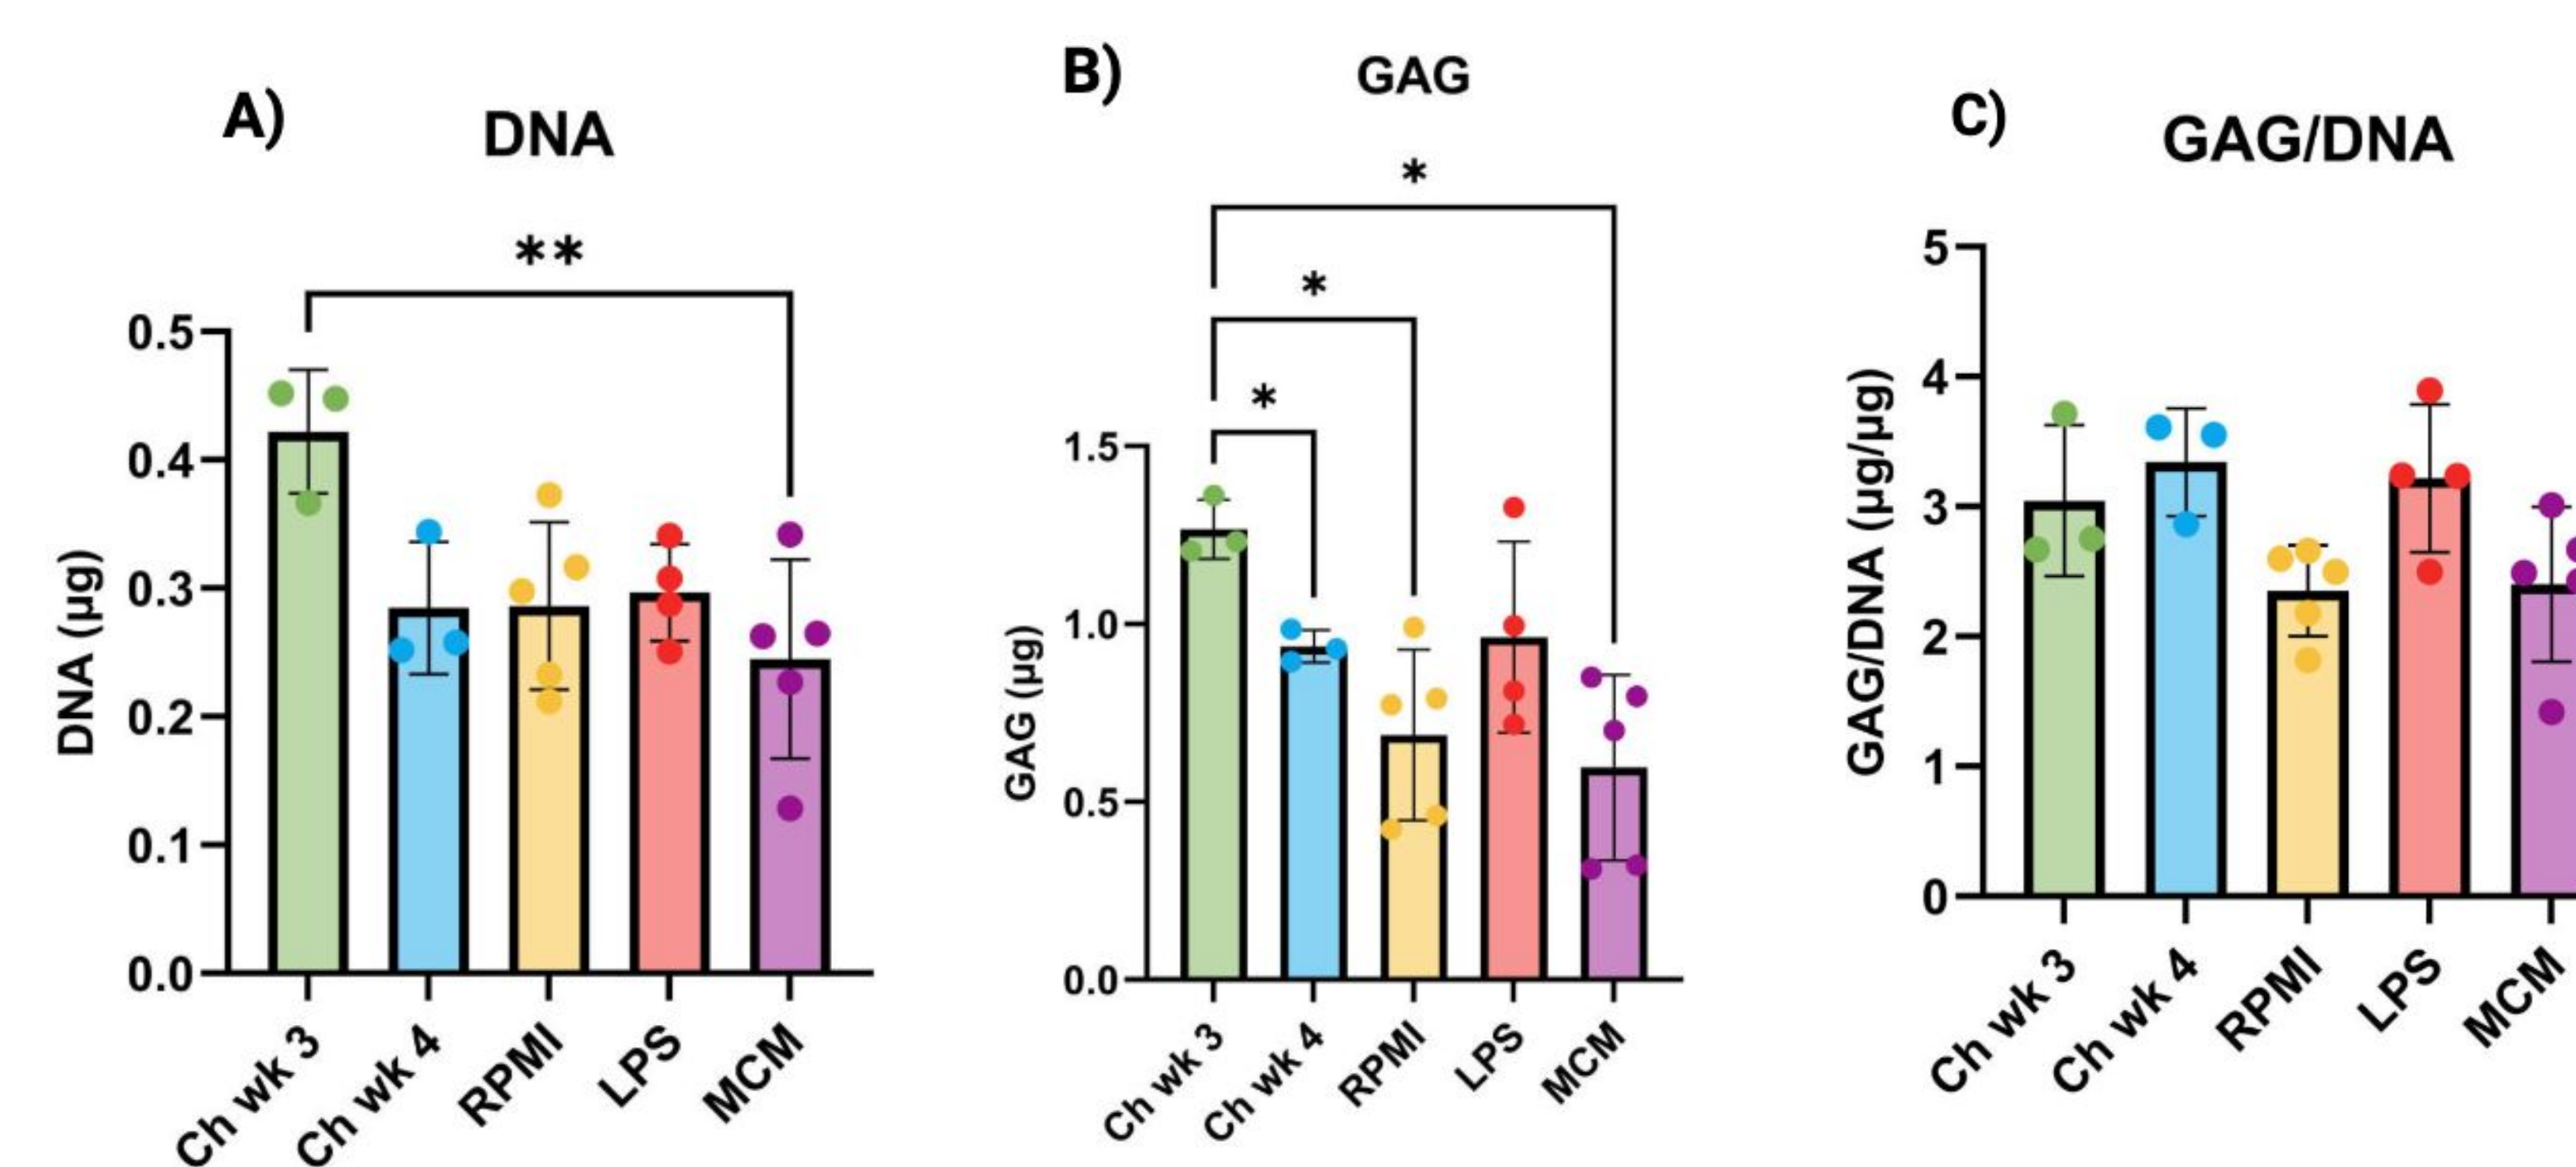 A)
DNA
**
DNA (µg)
0.5
0.4
0.3
0.2
0.1
0.0
Ch wk 3
Ch wk 4
RPMI
LPS
MCM
B)
GAG
*
*
*
GAG (µg)
1.5
1.0
0.5
0.0
Ch wk 3
Ch wk 4
RPMI
LPS
MCM
C)
GAG/DNA
GAG/DNA (µg/µg)
5
4
3
2
1
0
Ch wk 3
Ch wk 4
RPMI
LPS
MCM